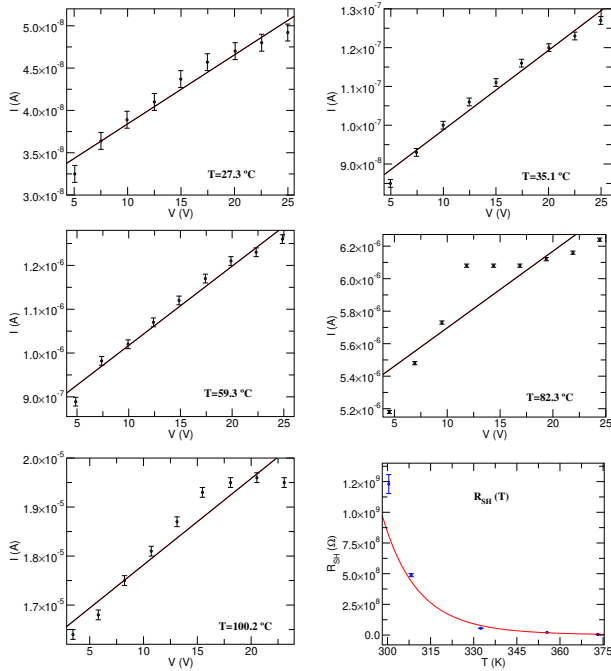 5.0×10⁻⁸
4.5×10⁻⁸
4.0×10⁻⁸
3.5×10⁻⁸
3.0×10⁻⁸
I (A)
T=27.3 ºC
5 10 15 20 25
V (V)
1.3×10⁻⁷
1.2×10⁻⁷
1.1×10⁻⁷
1.0×10⁻⁷
9.0×10⁻⁸
I (A)
T=35.1 ºC
5 10 15 20 25
V (V)
1.2×10⁻⁶
1.1×10⁻⁶
1.0×10⁻⁶
9.0×10⁻⁷
I (A)
T=59.3 ºC
5 10 15 20 25
V (V)
6.2×10⁻⁶
6.0×10⁻⁶
5.8×10⁻⁶
5.6×10⁻⁶
5.4×10⁻⁶
5.2×10⁻⁶
I (A)
T=82.3 ºC
5 10 15 20 25
V (V)
2.0×10⁻⁵
1.9×10⁻⁵
1.8×10⁻⁵
1.7×10⁻⁵
I (A)
T=100.2 ºC
5 10 15 20
V (V)
1.2×10⁹
1.0×10⁹
7.5×10⁸
5.0×10⁸
2.5×10⁸
0.0
R_SH (Ω)
R_SH (T)
300 315 330 345 360 375
T (K)